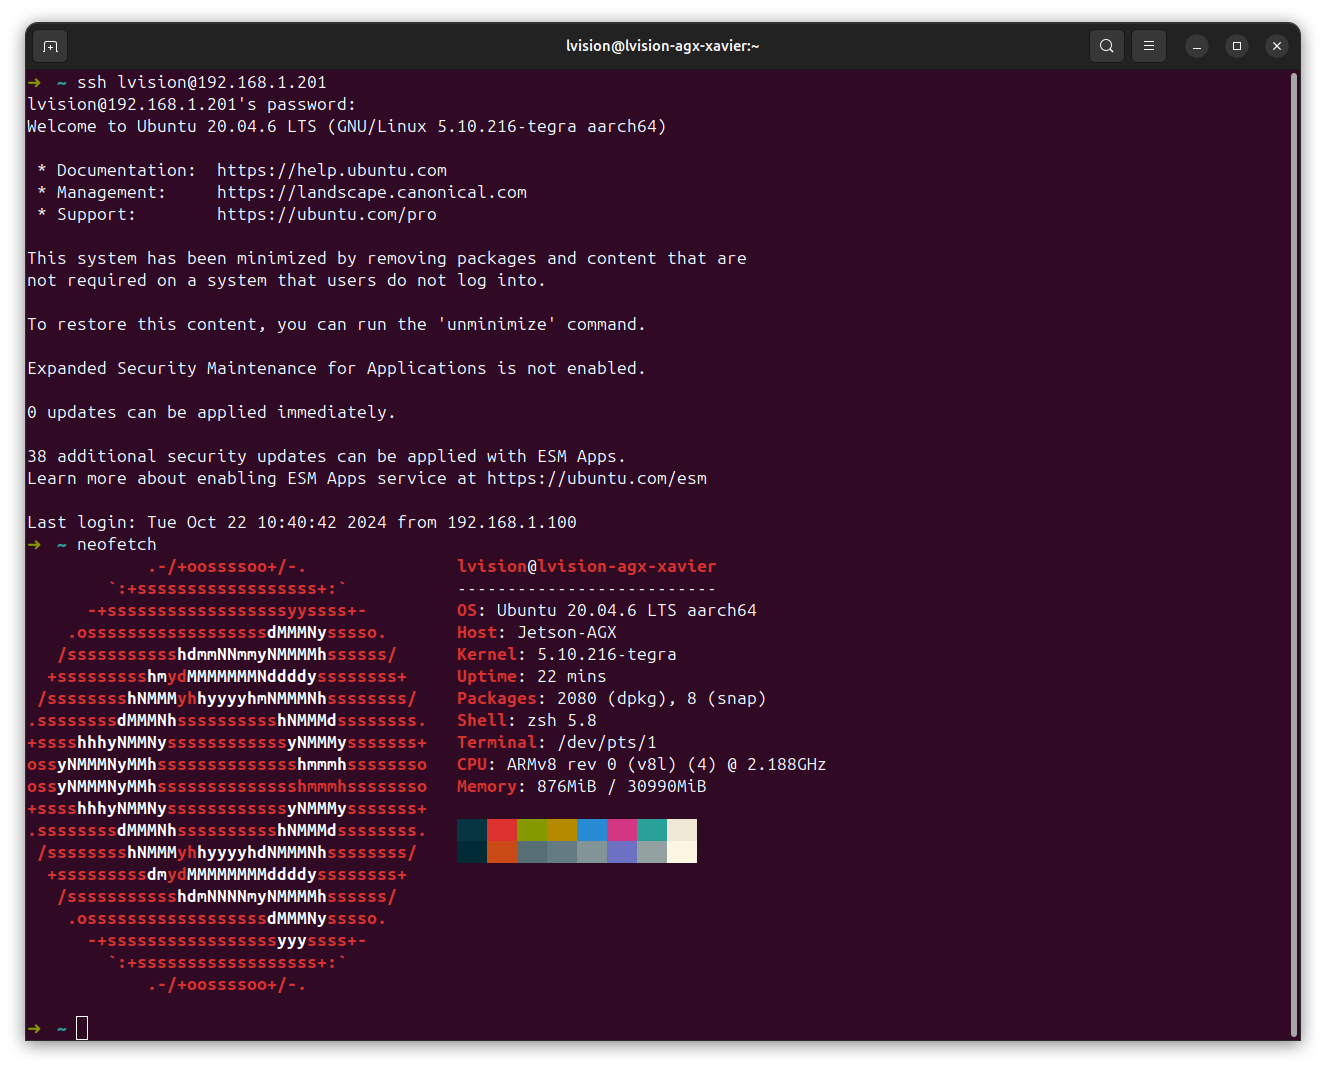 lvision@lvision-agx-xavier:~
➜  ~ ssh lvision@192.168.1.201
lvision@192.168.1.201's password:
Welcome to Ubuntu 20.04.6 LTS (GNU/Linux 5.10.216-tegra aarch64)

 * Documentation:  https://help.ubuntu.com
 * Management:     https://landscape.canonical.com
 * Support:        https://ubuntu.com/pro

This system has been minimized by removing packages and content that are
not required on a system that users do not log into.

To restore this content, you can run the 'unminimize' command.

Expanded Security Maintenance for Applications is not enabled.

0 updates can be applied immediately.

38 additional security updates can be applied with ESM Apps.
Learn more about enabling ESM Apps service at https://ubuntu.com/esm

Last login: Tue Oct 22 10:40:42 2024 from 192.168.1.100
➜  ~ neofetch
            .-/+oossssoo+/-.               lvision@lvision-agx-xavier
        `:+ssssssssssssssssss+:`           --------------------------
      -+ssssssssssssssssssyyssss+-         OS: Ubuntu 20.04.6 LTS aarch64
    .ossssssssssssssssssdMMMNysssso.       Host: Jetson-AGX
   /ssssssssssshdmmNNmmyNMMMMhssssss/      Kernel: 5.10.216-tegra
  +ssssssssshmydMMMMMMMNddddyssssssss+     Uptime: 22 mins
 /sssssssshNMMMyhhyyyyhmNMMMNhssssssss/    Packages: 2080 (dpkg), 8 (snap)
.ssssssssdMMMNhsssssssssshNMMMdssssssss.   Shell: zsh 5.8
+sssshhhyNMMNyssssssssssssyNMMMysssssss+   Terminal: /dev/pts/1
ossyNMMMNyMMhsssssssssssssshmmmhssssssso   CPU: ARMv8 rev 0 (v8l) (4) @ 2.188GHz
ossyNMMMNyMMhsssssssssssssshmmmhssssssso   Memory: 876MiB / 30990MiB
+sssshhhyNMMNyssssssssssssyNMMMysssssss+
.ssssssssdMMMNhsssssssssshNMMMdssssssss.
 /sssssssshNMMMyhhyyyyhdNMMMNhssssssss/
  +sssssssssdmydMMMMMMMMddddyssssssss+
   /ssssssssssshdmNNNNmyNMMMMhssssss/
    .ossssssssssssssssssdMMMNysssso.
      -+sssssssssssssssssyyyssss+-
        `:+ssssssssssssssssss+:`
            .-/+oossssoo+/-.

➜  ~